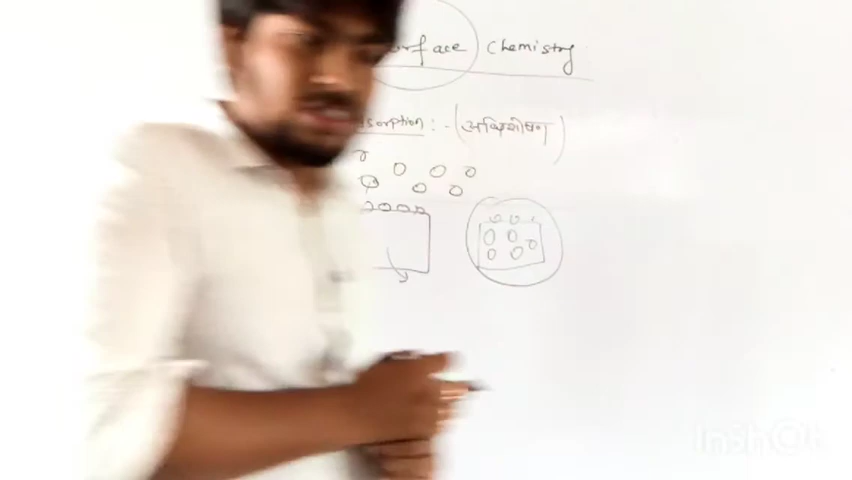 urface Chemistry
sorption : - (अधिशोषण)
InShOt